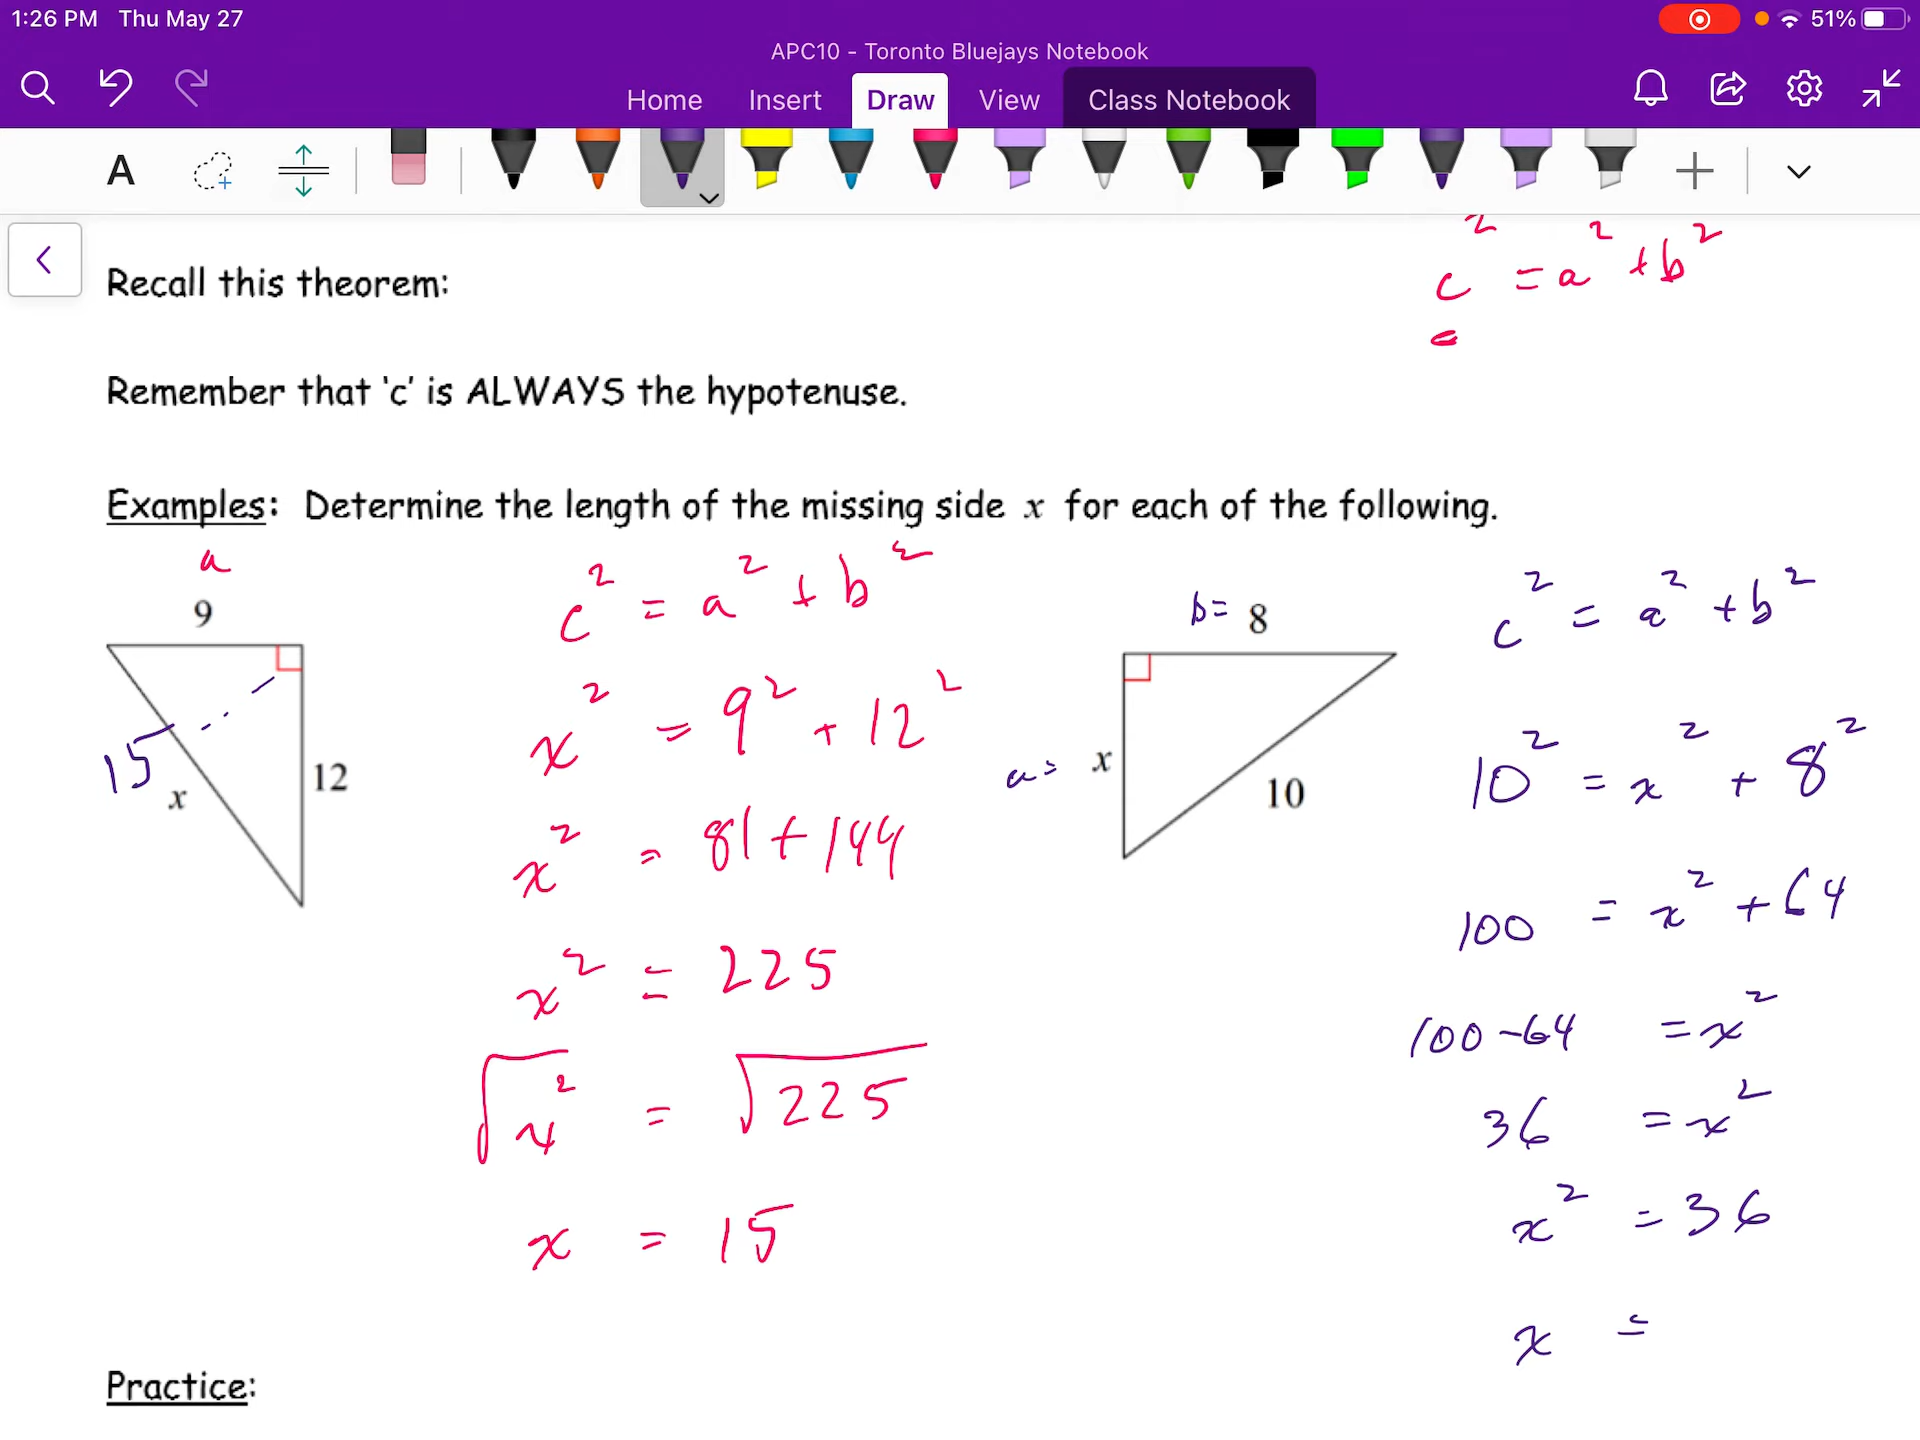 1:26 PM Thu May 27
51%
APC10 - Toronto Bluejays Notebook
Home Insert Draw View Class Notebook
A
c² = a² + b²
Recall this theorem:
Remember that 'c' is ALWAYS the hypotenuse.
Examples: Determine the length of the missing side x for each of the following.
a
9
12
15
x
c² = a² + b²
x² = 9² + 12²
x² = 81 + 144
x² = 225
√x² = √225
x = 15
b = 8
a = x
10
c² = a² + b²
10² = x² + 8²
100 = x² + 64
100 - 64 = x²
36 = x²
x² = 36
x =
Practice: